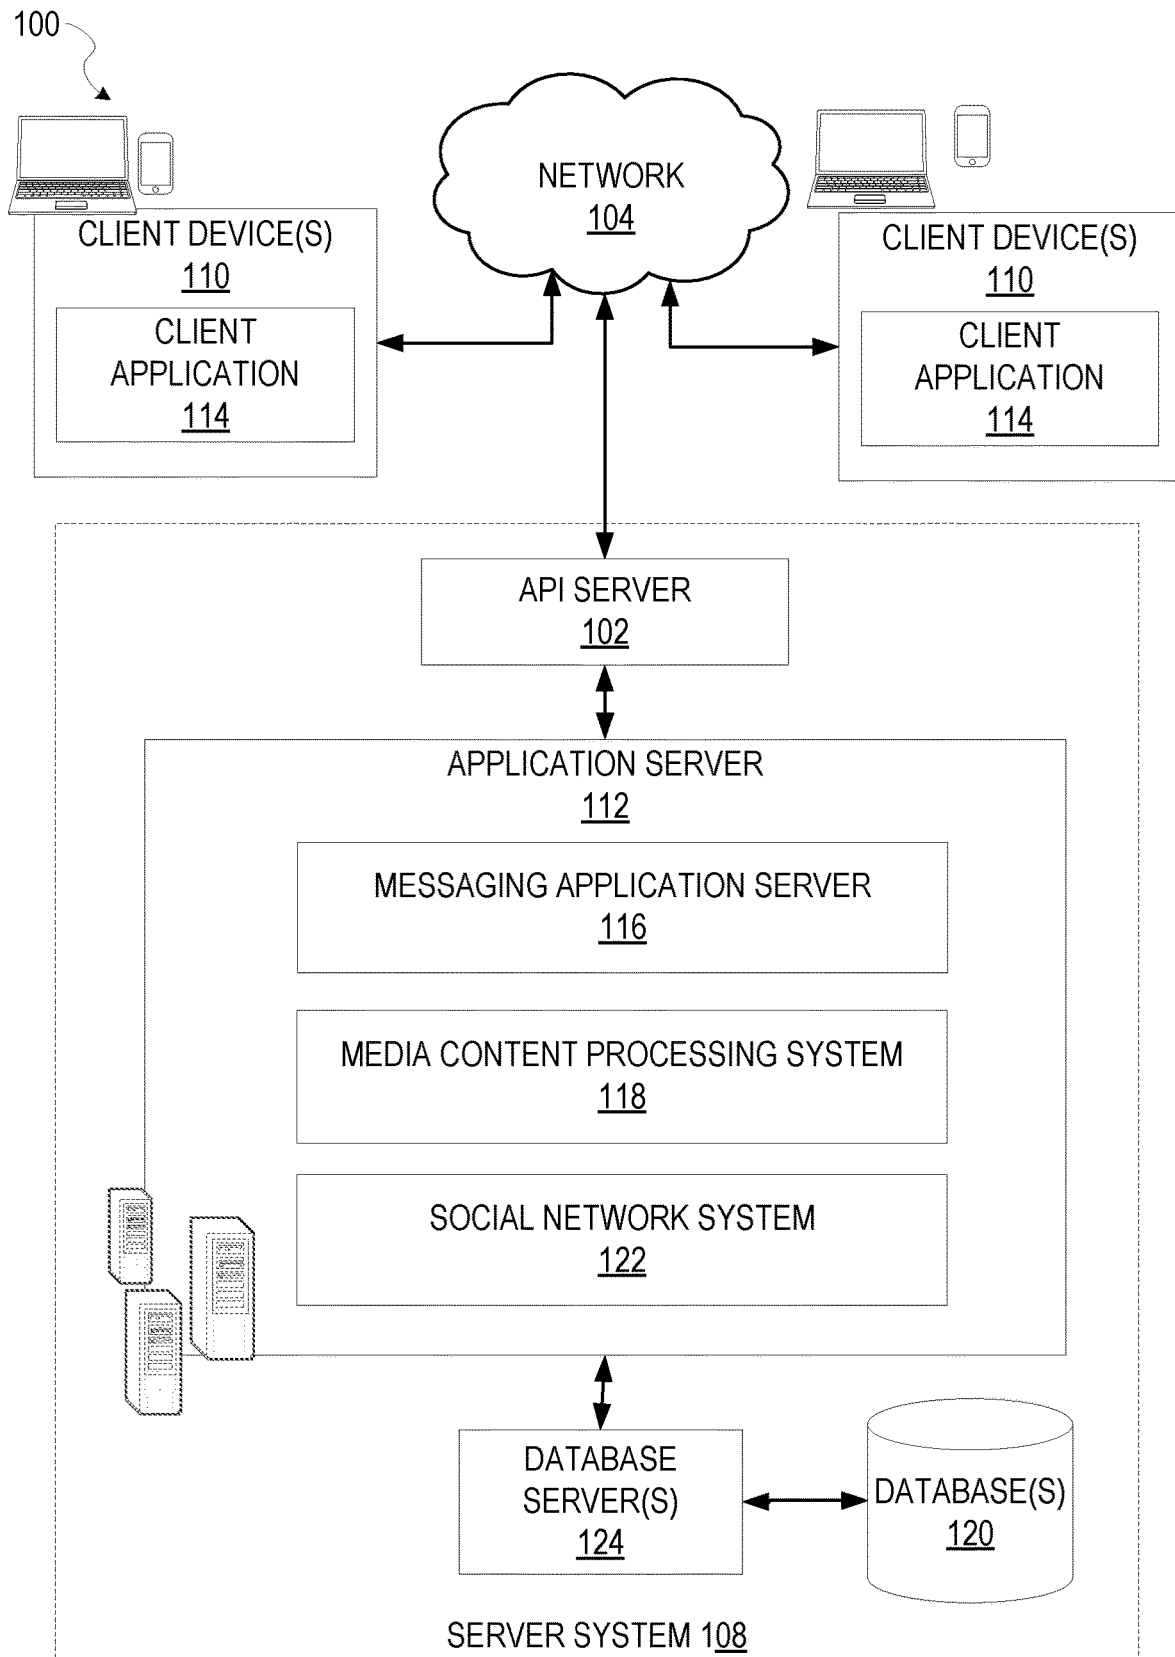 100
NETWORK
104
CLIENT DEVICE(S)
110
CLIENT
APPLICATION
114
CLIENT DEVICE(S)
110
CLIENT
APPLICATION
114
API SERVER
102
APPLICATION SERVER
112
MESSAGING APPLICATION SERVER
116
MEDIA CONTENT PROCESSING SYSTEM
118
SOCIAL NETWORK SYSTEM
122
DATABASE
SERVER(S)
124
DATABASE(S)
120
SERVER SYSTEM 108